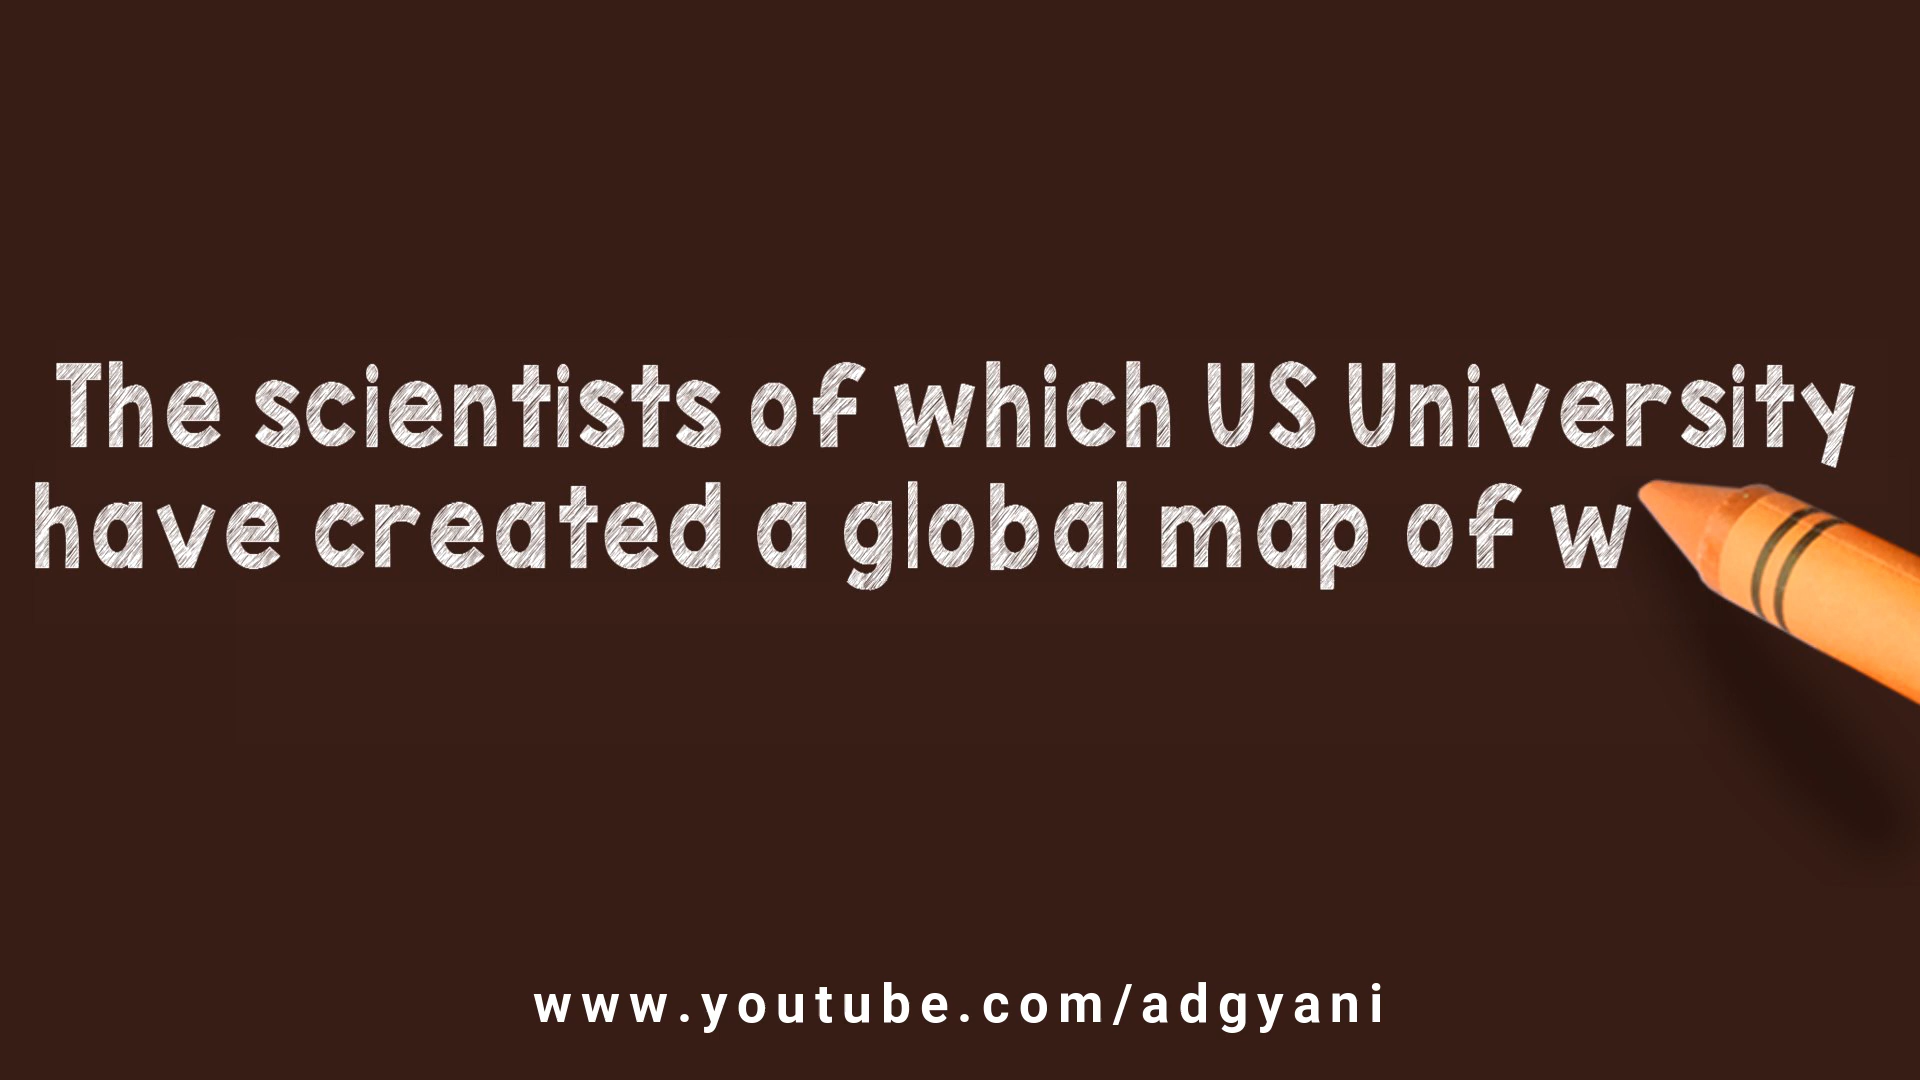 The scientists of which US University
have created a global map of w
www.youtube.com/adgyani